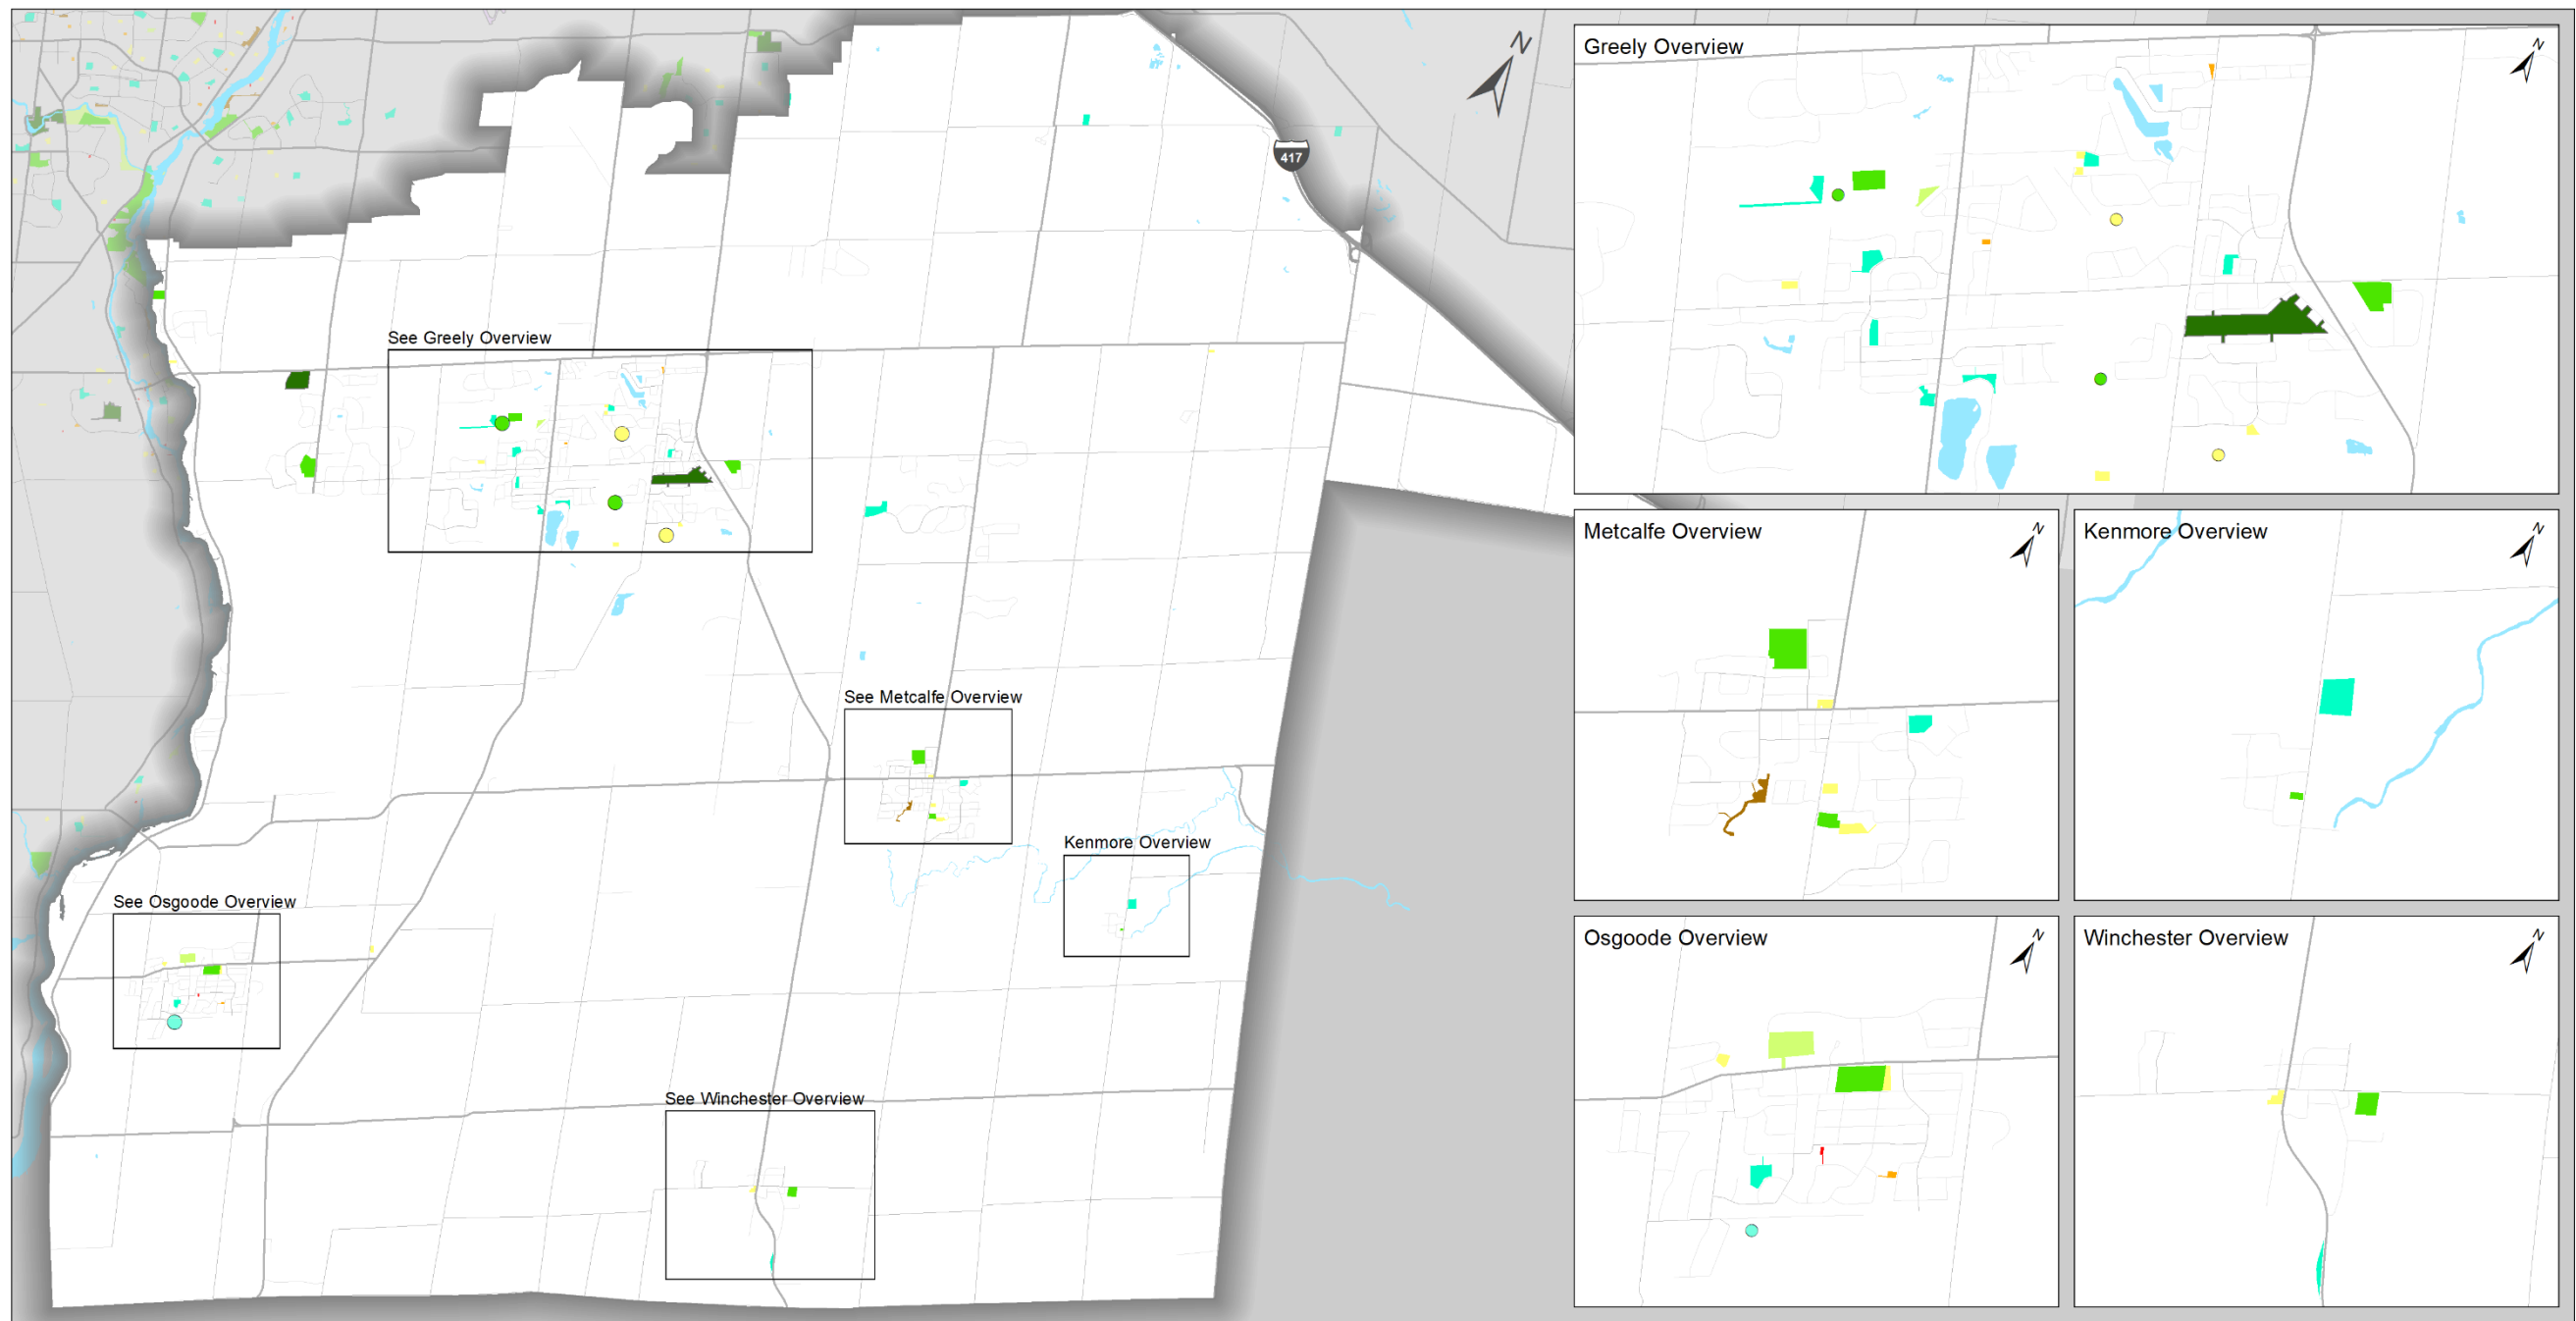 N
417
See Greely Overview
See Metcalfe Overview
Kenmore Overview
See Osgoode Overview
See Winchester Overview
Greely Overview
N
Metcalfe Overview
N
Kenmore Overview
N
Osgoode Overview
N
Winchester Overview
N